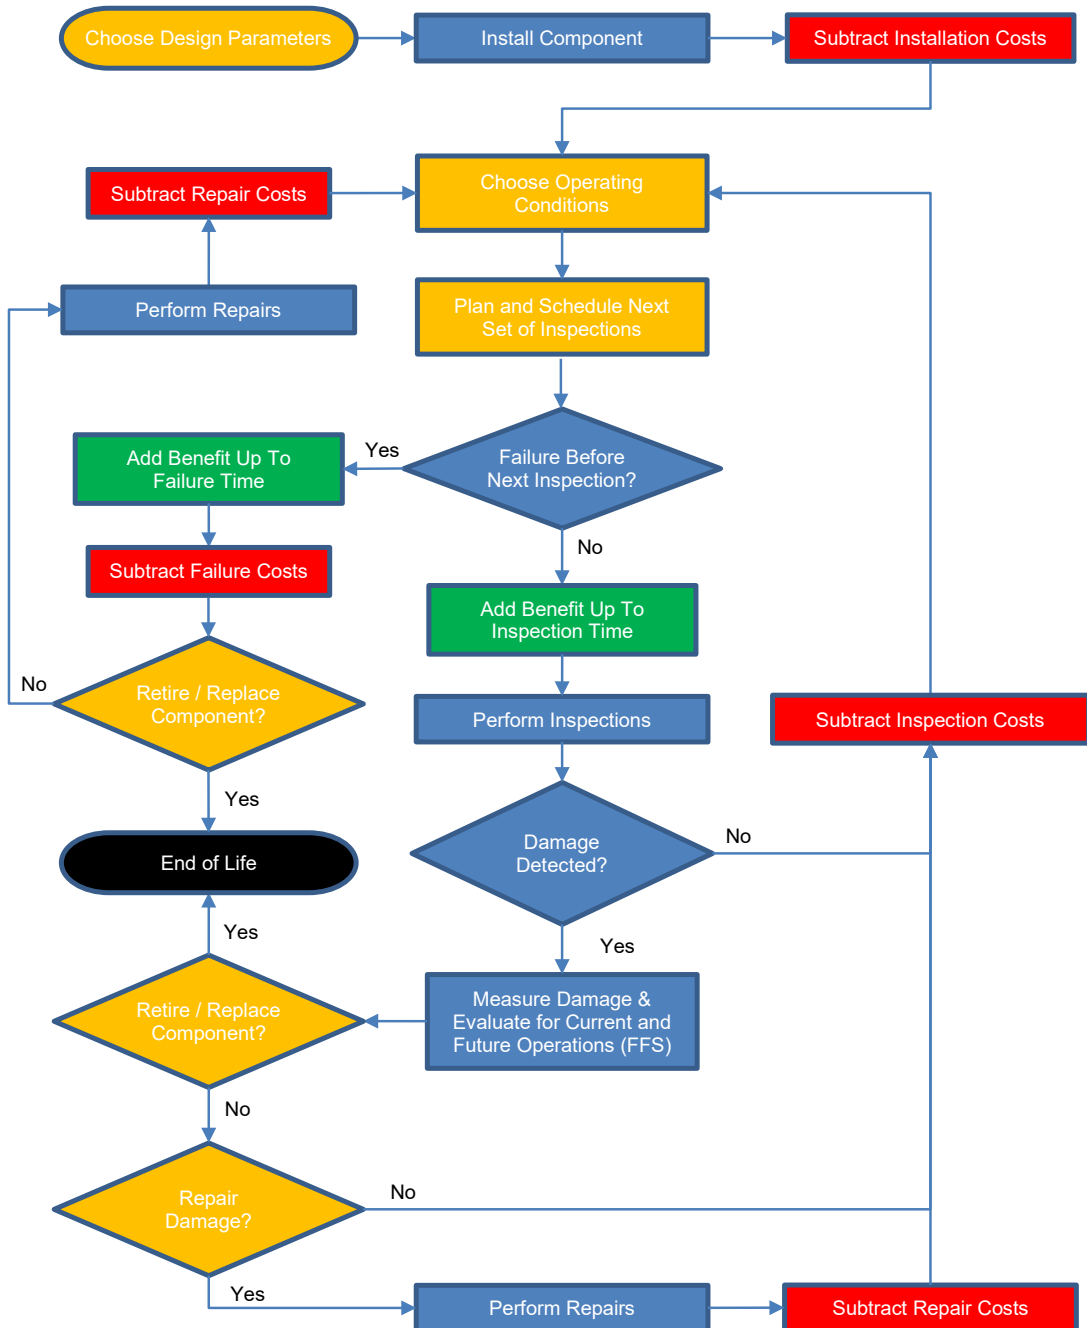 Choose Design Parameters
Install Component
Subtract Installation Costs
Subtract Repair Costs
Choose Operating
Conditions
Perform Repairs
Plan and Schedule Next
Set of Inspections
Yes
Add Benefit Up To
Failure Time
Failure Before
Next Inspection?
No
Subtract Failure Costs
Add Benefit Up To
Inspection Time
No
Retire / Replace
Component?
Perform Inspections
Subtract Inspection Costs
Yes
End of Life
Damage
Detected?
No
Yes
Yes
Retire / Replace
Component?
Measure Damage &
Evaluate for Current and
Future Operations (FFS)
No
Repair
Damage?
No
Yes
Perform Repairs
Subtract Repair Costs